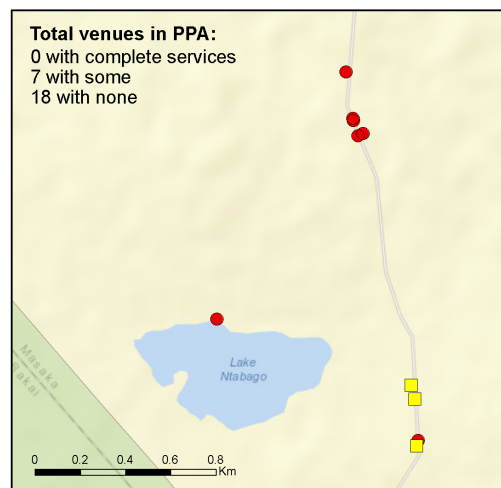 Total venues in PPA:
0 with complete services
7 with some
18 with none
Lake
Ntabago
Masaka
Rakai
0 0.2 0.4 0.6 0.8
Km